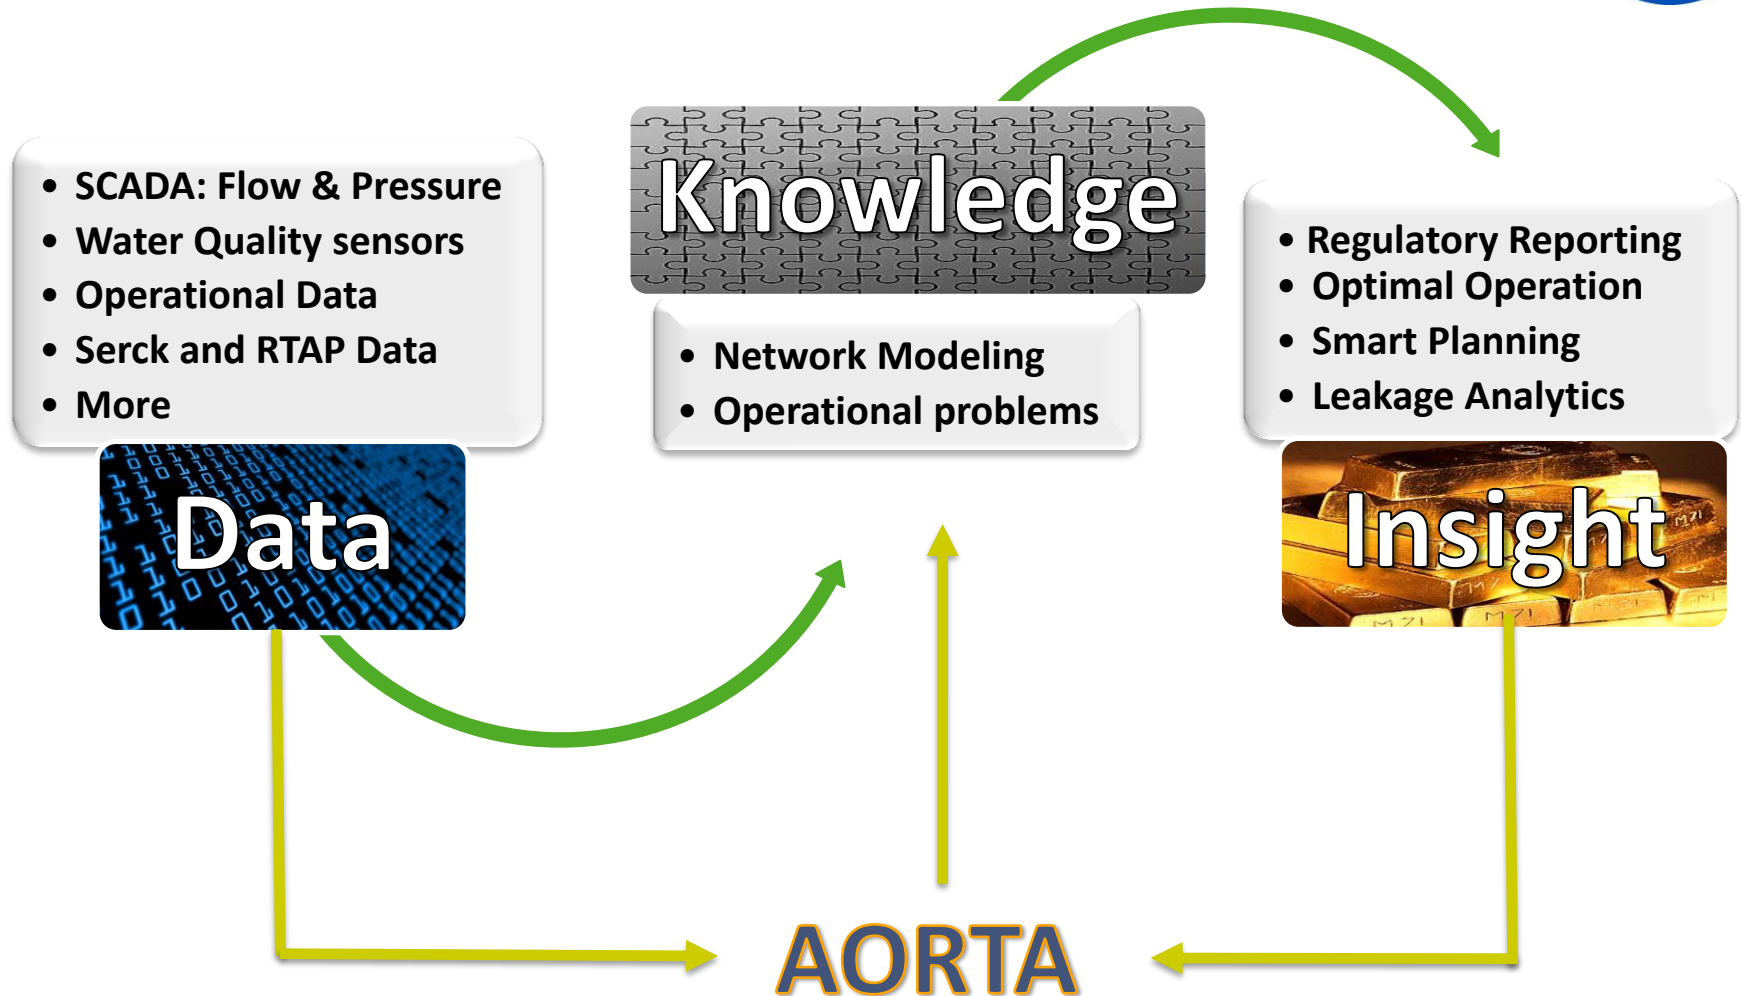 • SCADA: Flow & Pressure
• Water Quality sensors
• Operational Data
• Serck and RTAP Data
• More
Data
Knowledge
• Network Modeling
• Operational problems
• Regulatory Reporting
• Optimal Operation
• Smart Planning
• Leakage Analytics
Insight
AORTA